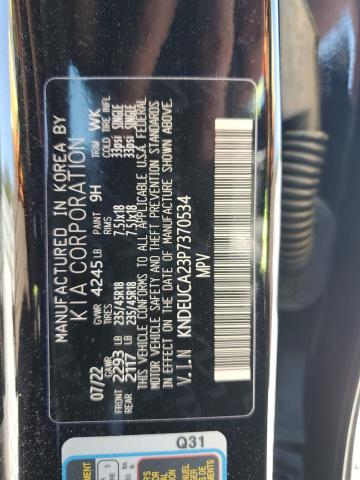 MANUFACTURED IN KOREA BY
KIA CORPORATION
07/22 GVWR 4245 LB PAINT 9H TRIM WK
GAWR RIMS COLD TIRE INFL
FRONT 2293 LB 235/45R18 7.5Jx18 33psi SINGLE
REAR 2117 LB 235/45R18 7.5Jx18 33psi SINGLE
THIS VEHICLE CONFORMS TO ALL APPLICABLE U.S.A. FEDERAL
MOTOR VEHICLE SAFETY AND THEFT PREVENTION STANDARDS
IN EFFECT ON THE DATE OF MANUFACTURE SHOWN ABOVE.
V.I.N KNDEUCA23P7370534
MPV
Q31